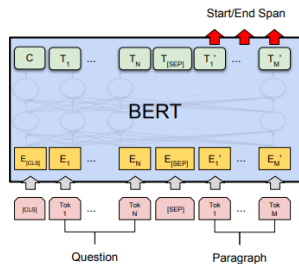 Start/End Span
C T1 ... TN T[SEP] T1' ... TM'
BERT
E[CLS] E1 ... EN E[SEP] E1' ... EM'
[CLS] Tok 1 ... Tok N [SEP] Tok 1 ... Tok M
Question Paragraph